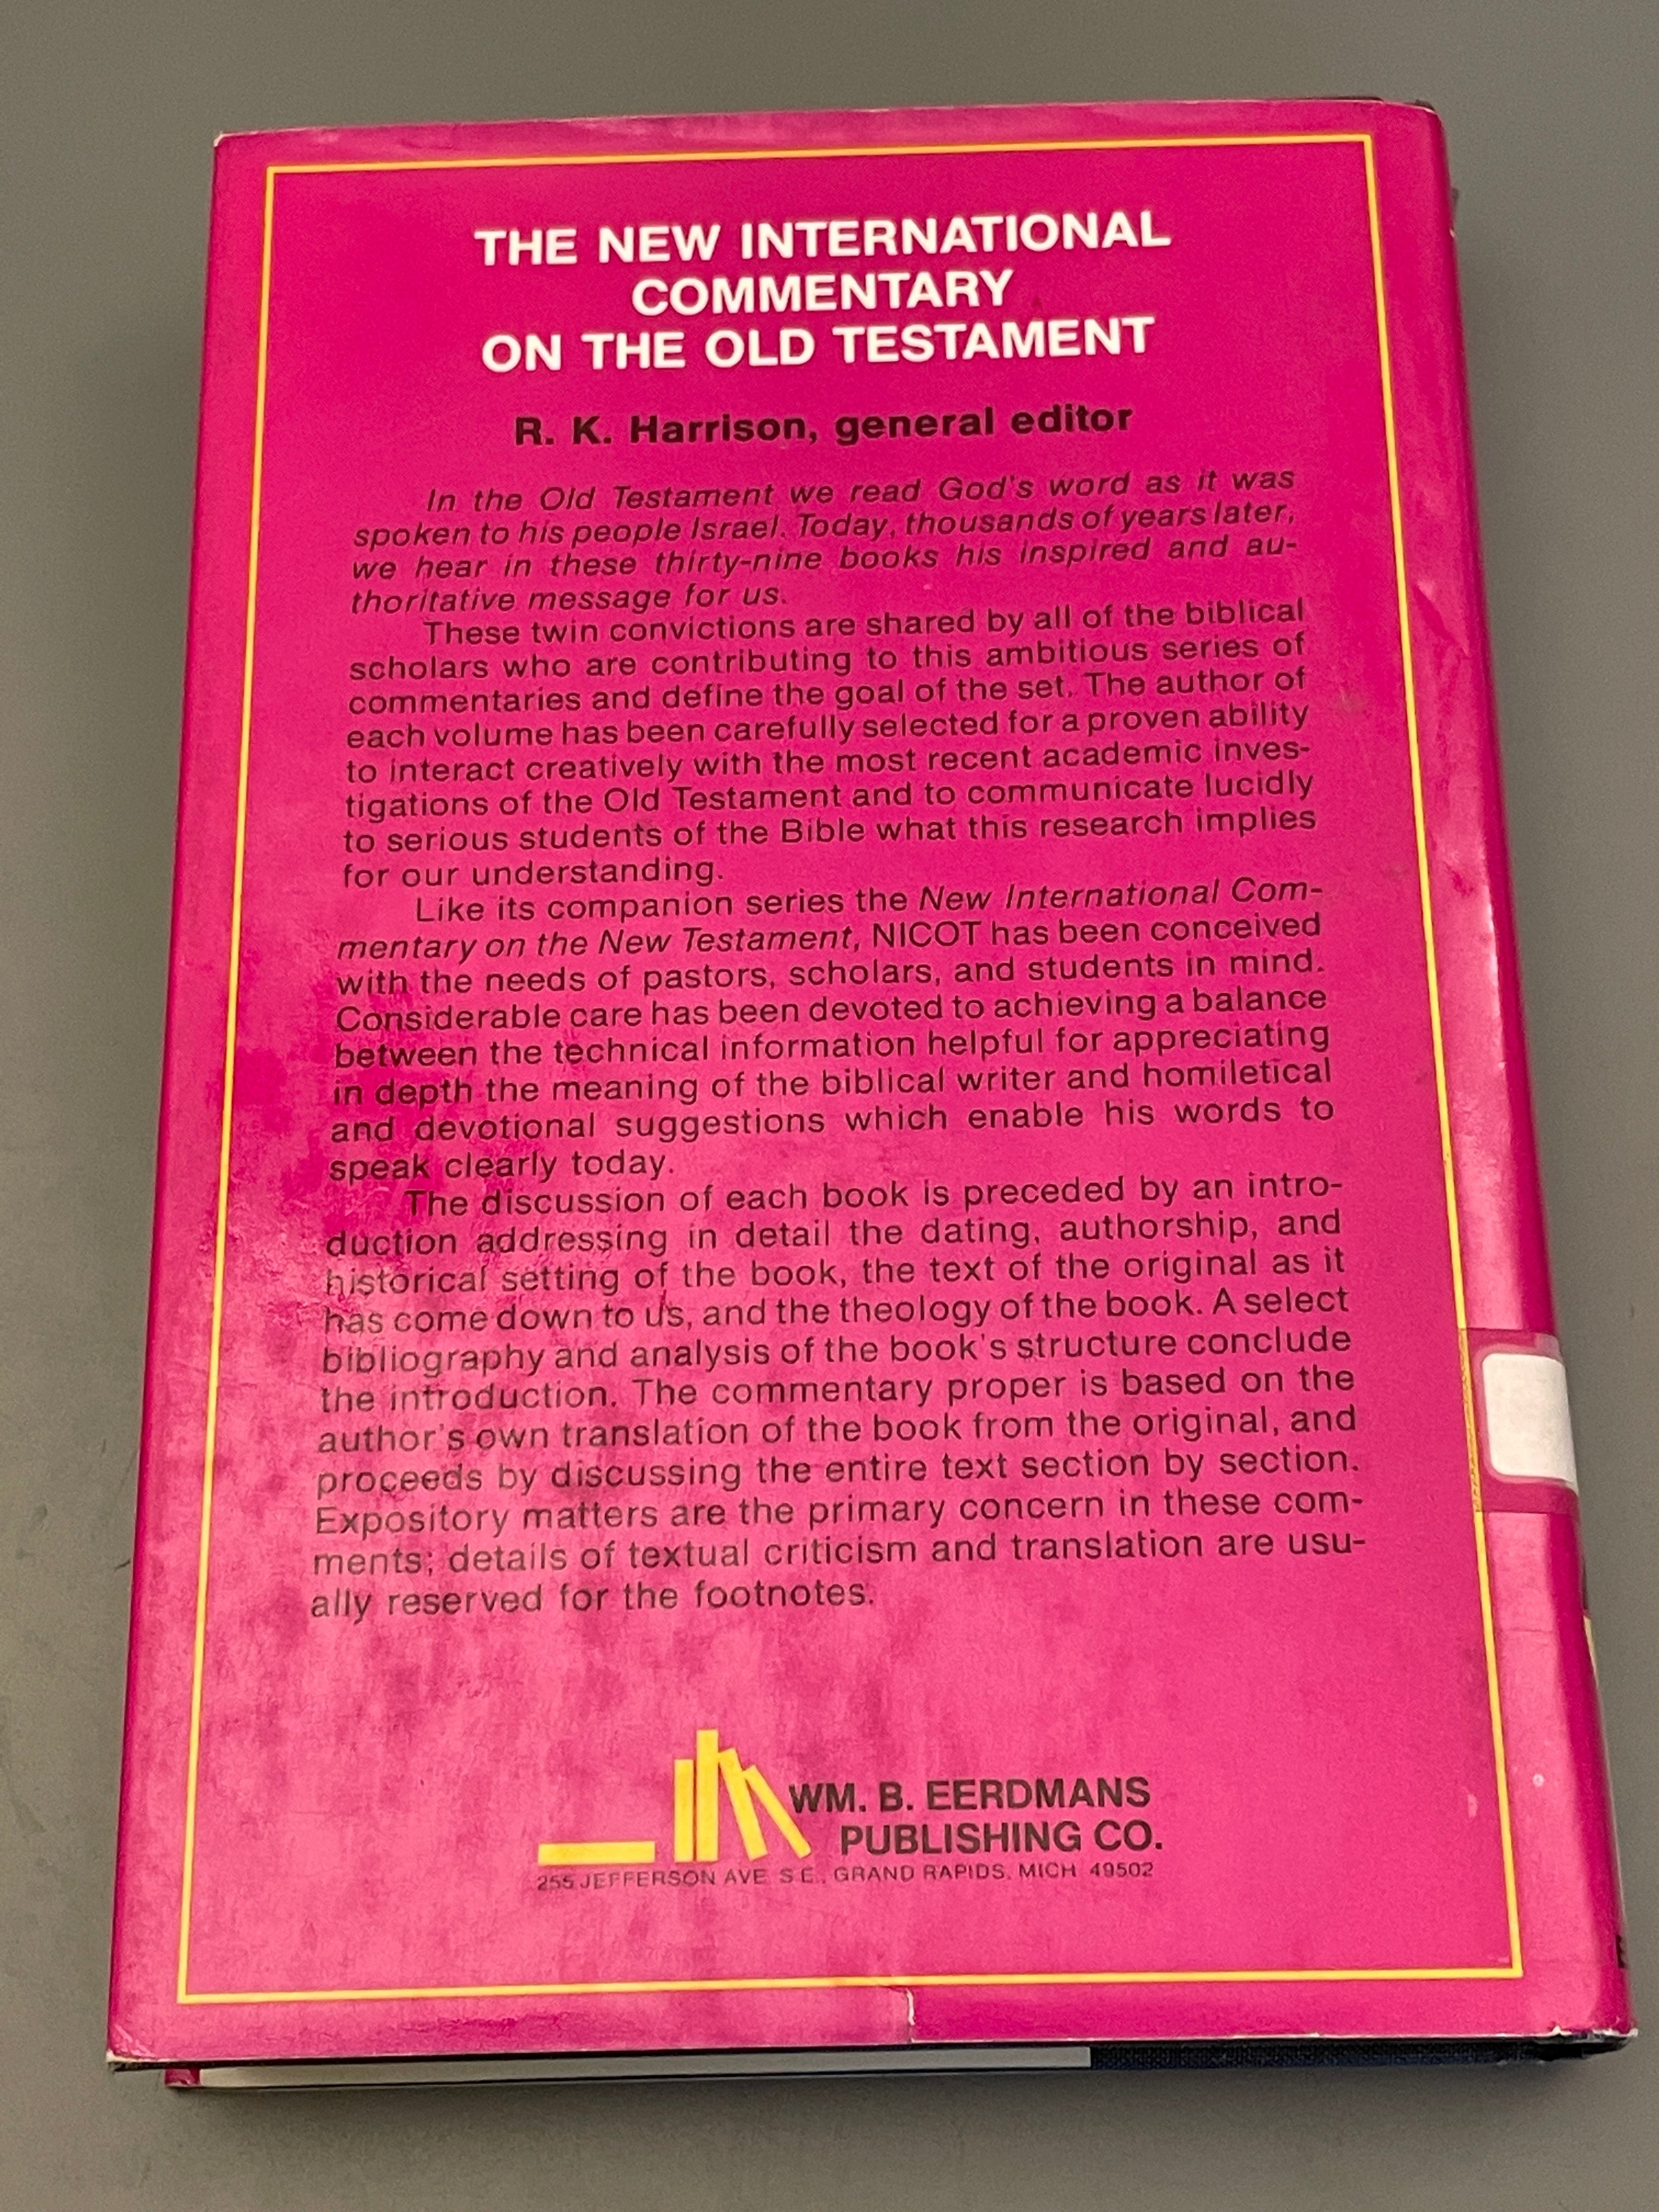 THE NEW INTERNATIONAL
COMMENTARY
ON THE OLD TESTAMENT
R. K. Harrison, general editor
In the Old Testament we read God's word as it was
spoken to his people Israel. Today, thousands of years later,
we hear in these thirty-nine books his inspired and au-
thoritative message for us.
These twin convictions are shared by all of the biblical
scholars who are contributing to this ambitious series of
commentaries and define the goal of the set. The author of
each volume has been carefully selected for a proven ability
to interact creatively with the most recent academic inves-
tigations of the Old Testament and to communicate lucidly
to serious students of the Bible what this research implies
for our understanding.
Like its companion series the New International Com-
mentary on the New Testament, NICOT has been conceived
with the needs of pastors, scholars, and students in mind.
Considerable care has been devoted to achieving a balance
between the technical information helpful for appreciating
in depth the meaning of the biblical writer and homiletical
and devotional suggestions which enable his words to
speak clearly today.
The discussion of each book is preceded by an intro-
duction addressing in detail the dating, authorship, and
historical setting of the book, the text of the original as it
has come down to us, and the theology of the book. A select
bibliography and analysis of the book's structure conclude
the introduction. The commentary proper is based on the
author's own translation of the book from the original, and
proceeds by discussing the entire text section by section.
Expository matters are the primary concern in these com-
ments; details of textual criticism and translation are usu-
ally reserved for the footnotes.
WM. B. EERDMANS
PUBLISHING CO.
255 JEFFERSON AVE. S.E., GRAND RAPIDS, MICH 49502